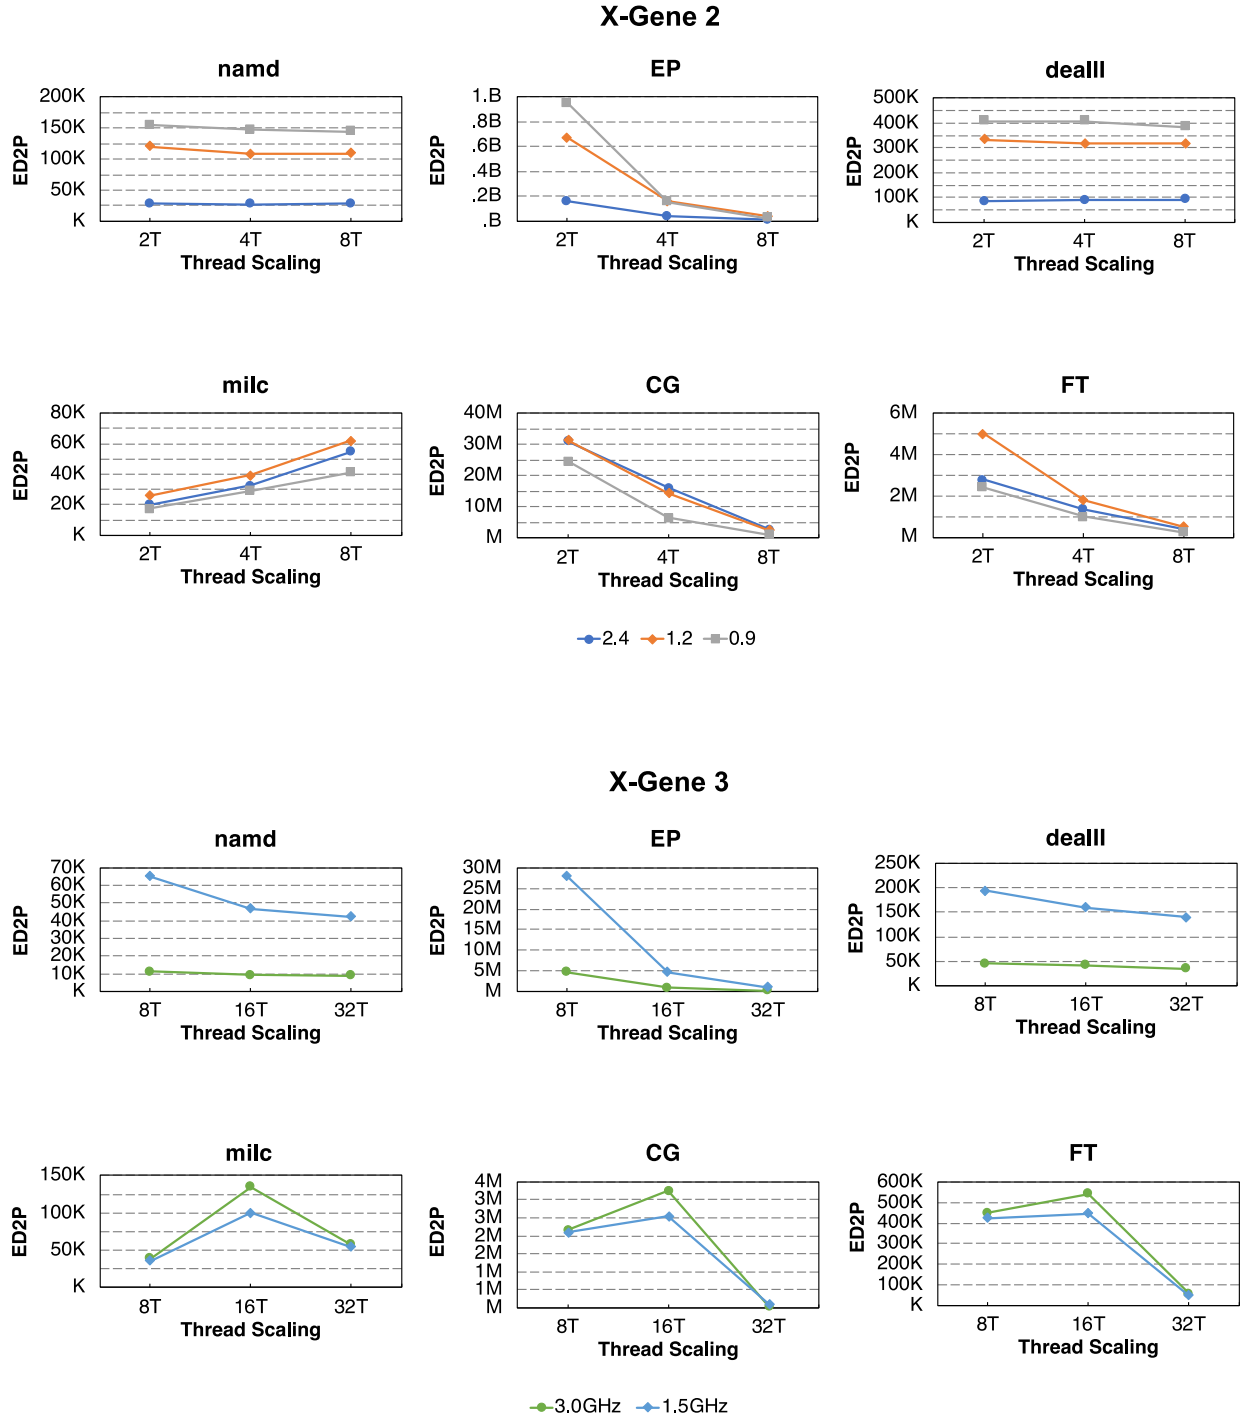 X-Gene 2
namd
EP
dealII
200K
150K
100K
50K
K
ED2P
2T 4T 8T
Thread Scaling
1.B
.8B
.6B
.4B
.2B
.B
ED2P
2T 4T 8T
Thread Scaling
500K
400K
300K
200K
100K
K
ED2P
2T 4T 8T
Thread Scaling
milc
CG
FT
80K
60K
40K
20K
K
ED2P
2T 4T 8T
Thread Scaling
40M
30M
20M
10M
M
ED2P
2T 4T 8T
Thread Scaling
6M
4M
2M
M
ED2P
2T 4T 8T
Thread Scaling
2.4 1.2 0.9
X-Gene 3
namd
EP
dealII
70K
60K
50K
40K
30K
20K
10K
K
ED2P
8T 16T 32T
Thread Scaling
30M
25M
20M
15M
10M
5M
M
ED2P
8T 16T 32T
Thread Scaling
250K
200K
150K
100K
50K
K
ED2P
8T 16T 32T
Thread Scaling
milc
CG
FT
150K
100K
50K
K
ED2P
8T 16T 32T
Thread Scaling
4M
3M
3M
2M
2M
1M
1M
M
ED2P
8T 16T 32T
Thread Scaling
600K
500K
400K
300K
200K
100K
K
ED2P
8T 16T 32T
Thread Scaling
3.0GHz 1.5GHz